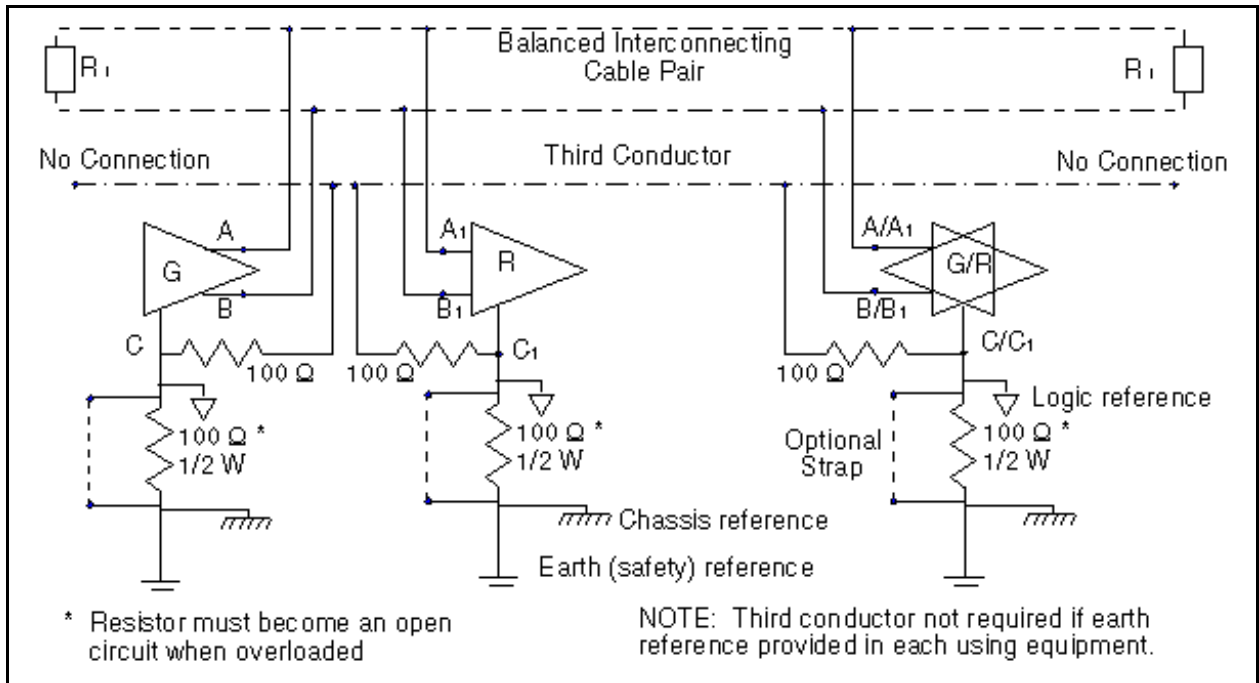 Balanced Interconnecting
Cable Pair
Rı
Rı
No Connection
Third Conductor
No Connection
A
A1
A/A1
G
R
G/R
B
B1
B/B1
C
C1
C/C1
100 Ω
100 Ω
100 Ω
Logic reference
100 Ω *
1/2 W
100 Ω *
1/2 W
Optional
Strap
100 Ω *
1/2 W
Chassis reference
Earth (safety) reference
* Resistor must become an open
circuit when overloaded
NOTE: Third conductor not required if earth
reference provided in each using equipment.